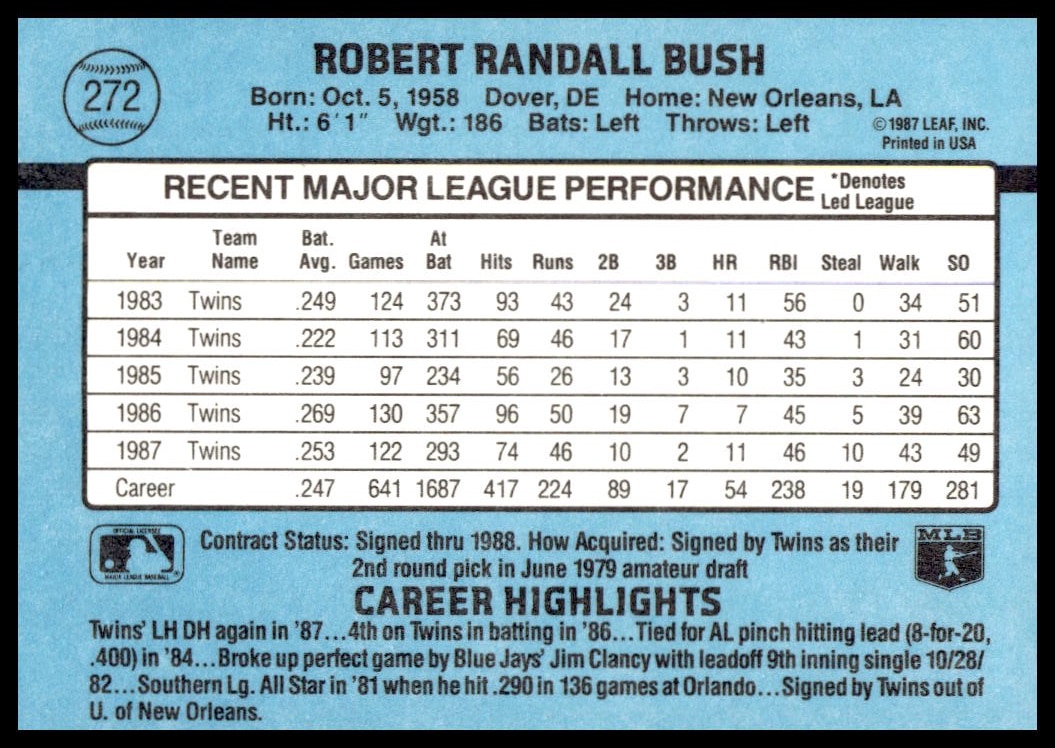 ROBERT RANDALL BUSH
272
Born: Oct. 5, 1958 Dover, DE Home: New Orleans, LA
Ht.: 6'1" Wgt.: 186 Bats: Left Throws: Left
©1987 LEAF, INC.
Printed in USA
RECENT MAJOR LEAGUE PERFORMANCE *Denotes
Led League
Year Team Name Bat. Avg. Games At Bat Hits Runs 2B 3B HR RBI Steal Walk SO
1983 Twins .249 124 373 93 43 24 3 11 56 0 34 51
1984 Twins .222 113 311 69 46 17 1 11 43 1 31 60
1985 Twins .239 97 234 56 26 13 3 10 35 3 24 30
1986 Twins .269 130 357 96 50 19 7 7 45 5 39 63
1987 Twins .253 122 293 74 46 10 2 11 46 10 43 49
Career .247 641 1687 417 224 89 17 54 238 19 179 281
OFFICIAL LICENSEE
MAJOR LEAGUE BASEBALL
Contract Status: Signed thru 1988. How Acquired: Signed by Twins as their
2nd round pick in June 1979 amateur draft
MLB
CAREER HIGHLIGHTS
Twins' LH DH again in '87...4th on Twins in batting in '86...Tied for AL pinch hitting lead (8-for-20,
.400) in '84...Broke up perfect game by Blue Jays' Jim Clancy with leadoff 9th inning single 10/28/
82...Southern Lg. All Star in '81 when he hit .290 in 136 games at Orlando...Signed by Twins out of
U. of New Orleans.